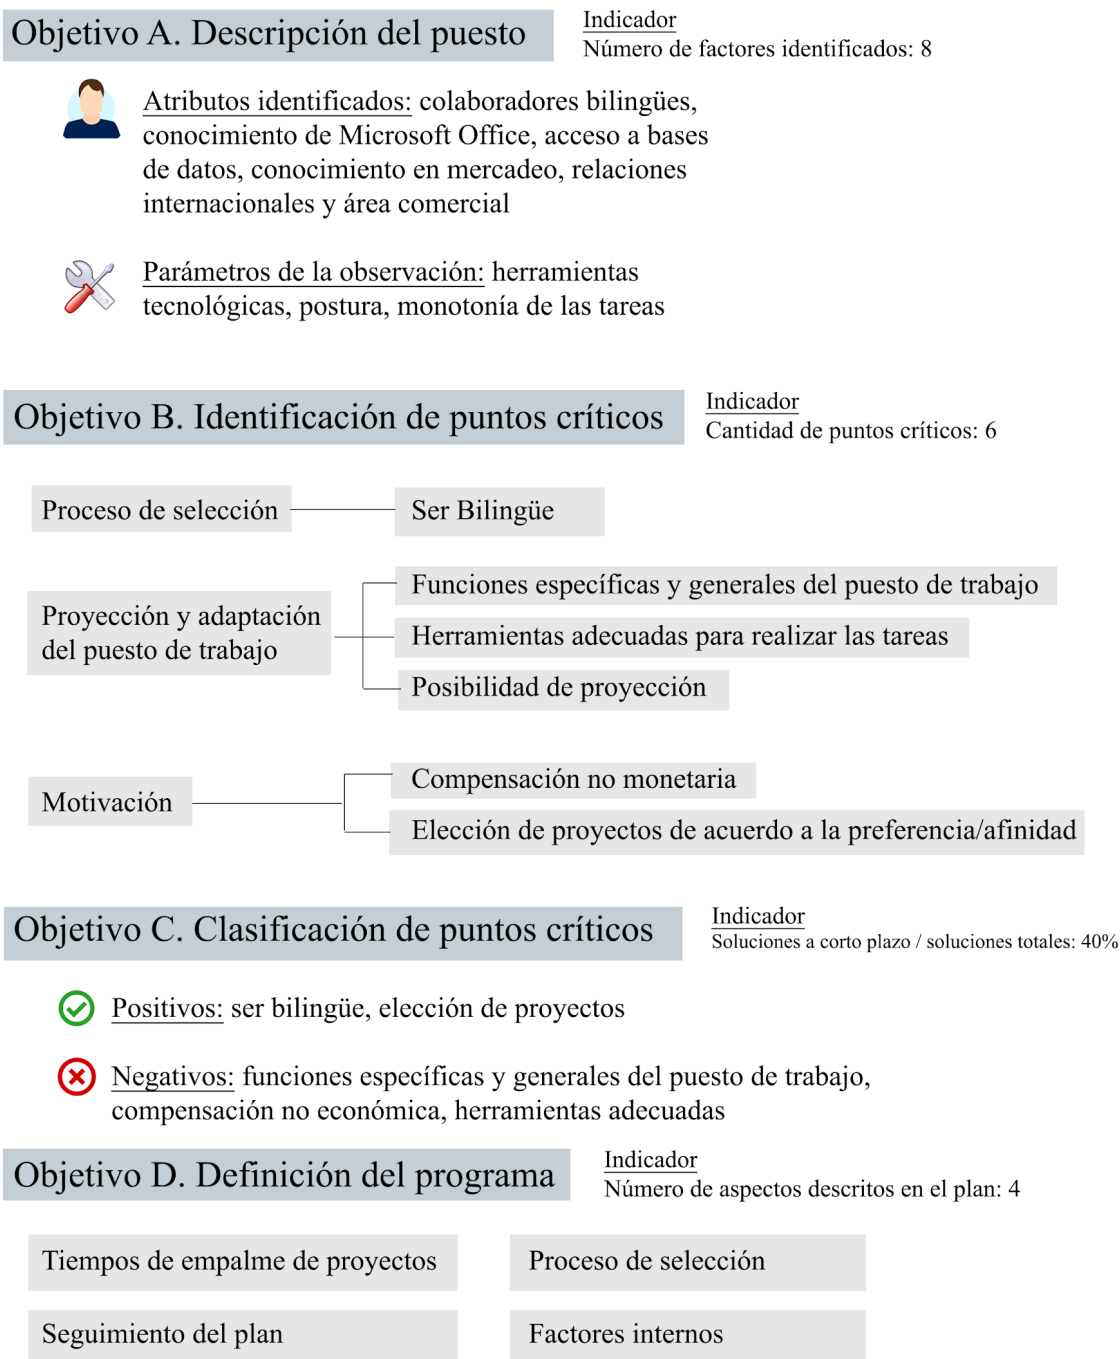 Objetivo A. Descripción del puesto
Indicador
Número de factores identificados: 8
Atributos identificados: colaboradores bilingües,
conocimiento de Microsoft Office, acceso a bases
de datos, conocimiento en mercadeo, relaciones
internacionales y área comercial
Parámetros de la observación: herramientas
tecnológicas, postura, monotonía de las tareas
Objetivo B. Identificación de puntos críticos
Indicador
Cantidad de puntos críticos: 6
Proceso de selección
Ser Bilingüe
Proyección y adaptación
del puesto de trabajo
Funciones específicas y generales del puesto de trabajo
Herramientas adecuadas para realizar las tareas
Posibilidad de proyección
Motivación
Compensación no monetaria
Elección de proyectos de acuerdo a la preferencia/afinidad
Objetivo C. Clasificación de puntos críticos
Indicador
Soluciones a corto plazo / soluciones totales: 40%
Positivos: ser bilingüe, elección de proyectos
Negativos: funciones específicas y generales del puesto de trabajo,
compensación no económica, herramientas adecuadas
Objetivo D. Definición del programa
Indicador
Número de aspectos descritos en el plan: 4
Tiempos de empalme de proyectos
Proceso de selección
Seguimiento del plan
Factores internos